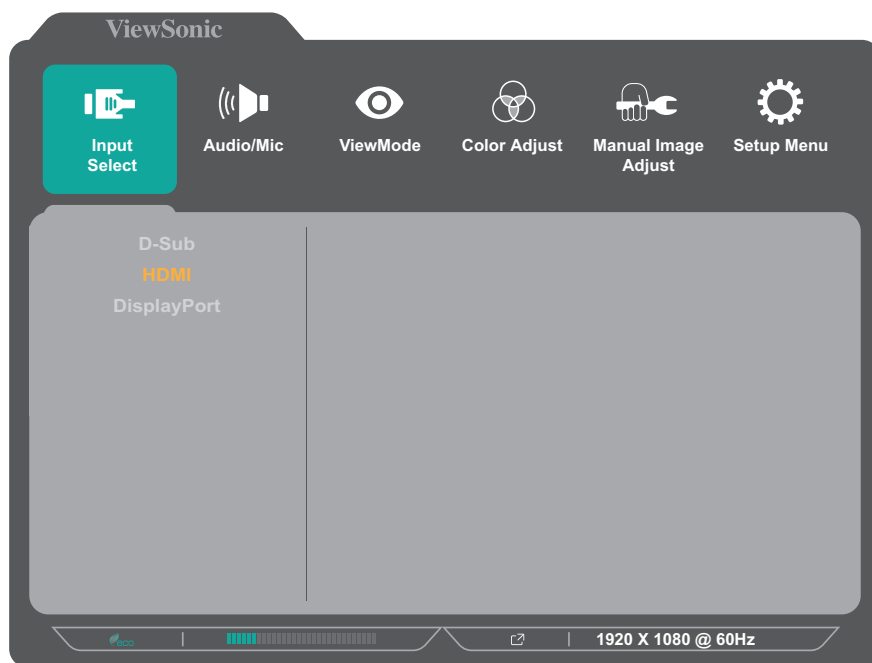 ViewSonic
Input
Select
Audio/Mic
ViewMode
Color Adjust
Manual Image
Adjust
Setup Menu
D-Sub
HDMI
DisplayPort
eco
1920 X 1080 @ 60Hz